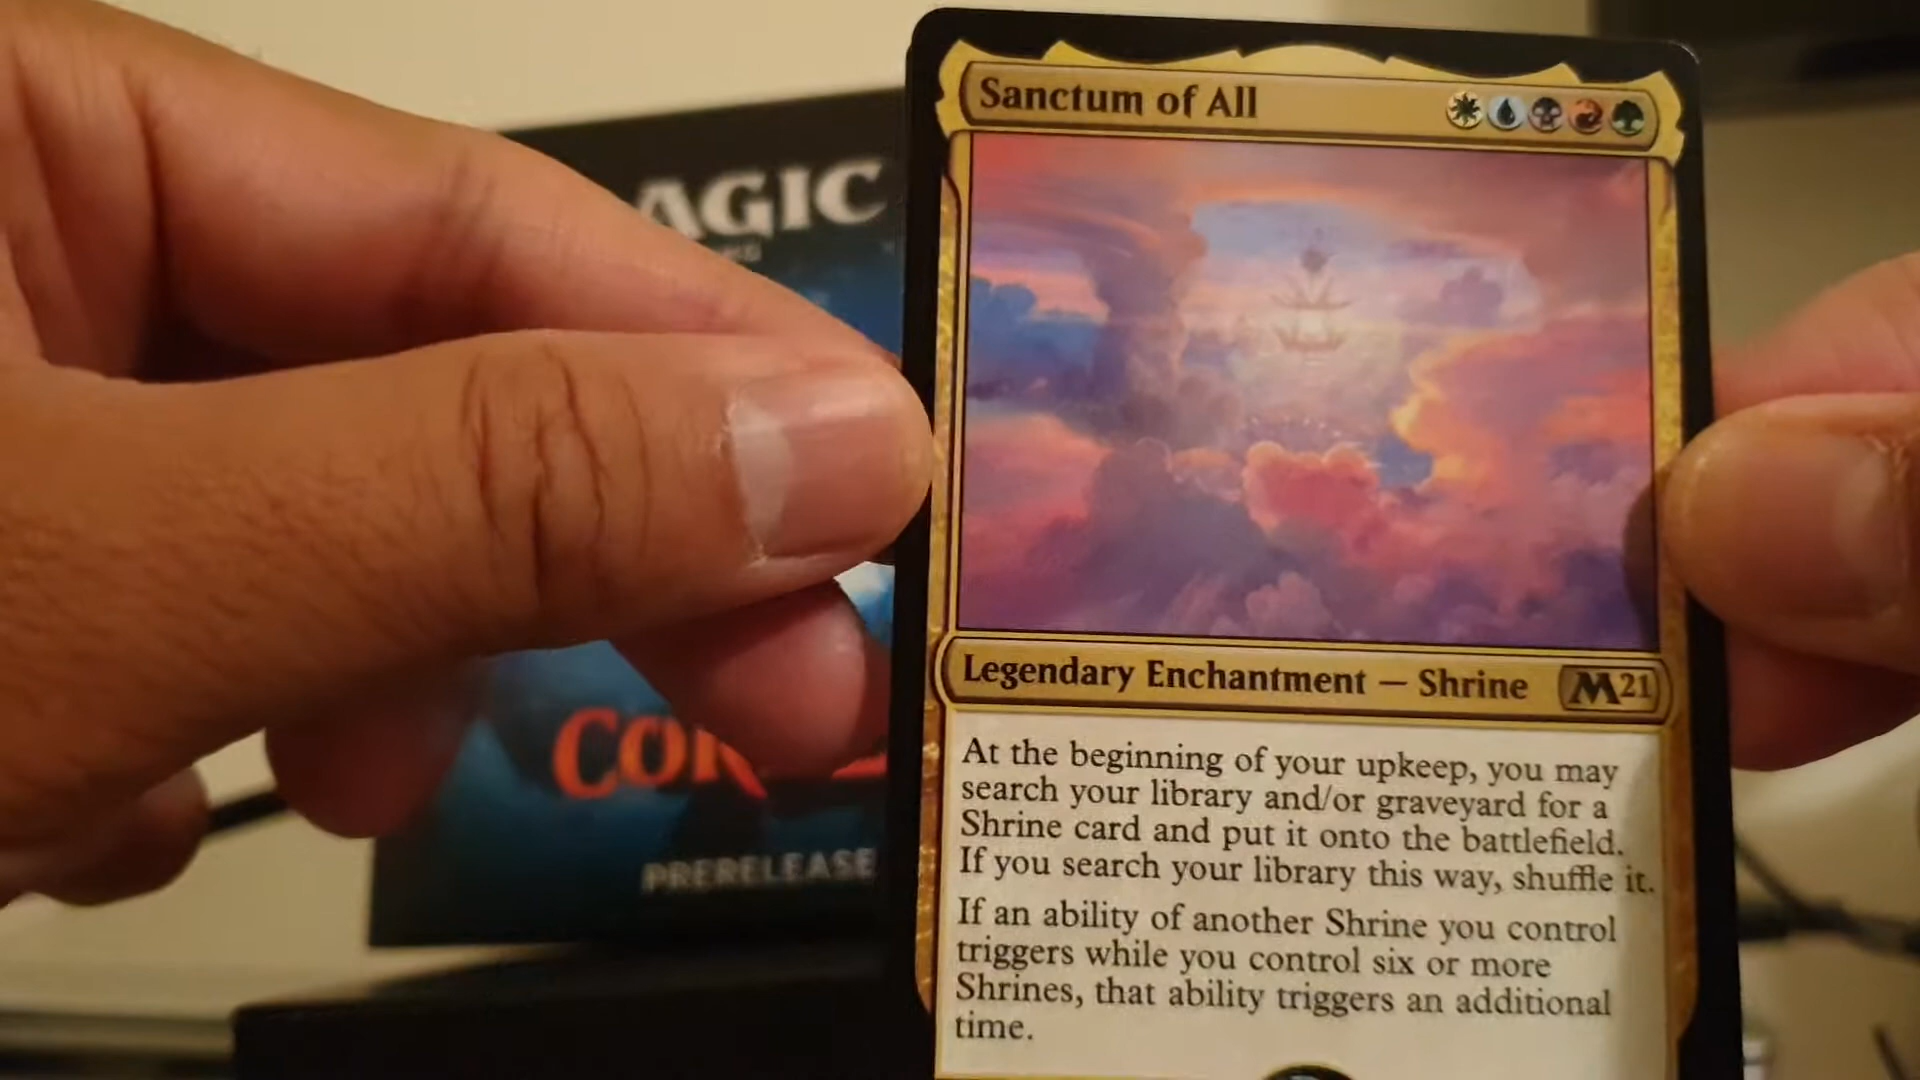 Sanctum of All
Legendary Enchantment — Shrine
M21
At the beginning of your upkeep, you may
search your library and/or graveyard for a
Shrine card and put it onto the battlefield.
If you search your library this way, shuffle it.
If an ability of another Shrine you control
triggers while you control six or more
Shrines, that ability triggers an additional
time.
AGIC
COR
PRERELEASE